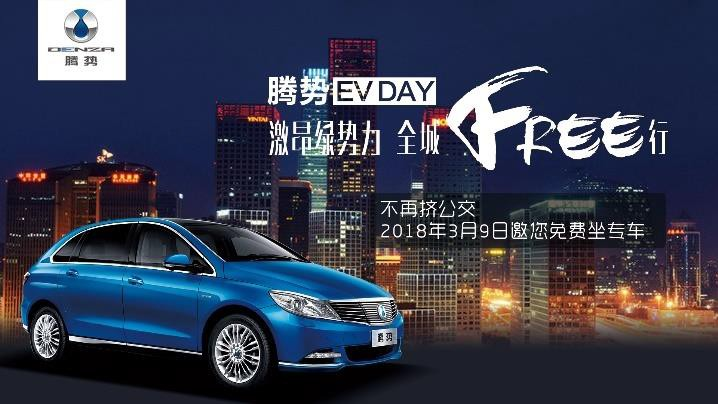 DENZA
腾势
腾势EV DAY
激昂绿势力 全城FREE行
不再挤公交
2018年3月9日邀您免费坐专车
YINTAI
SK
腾势